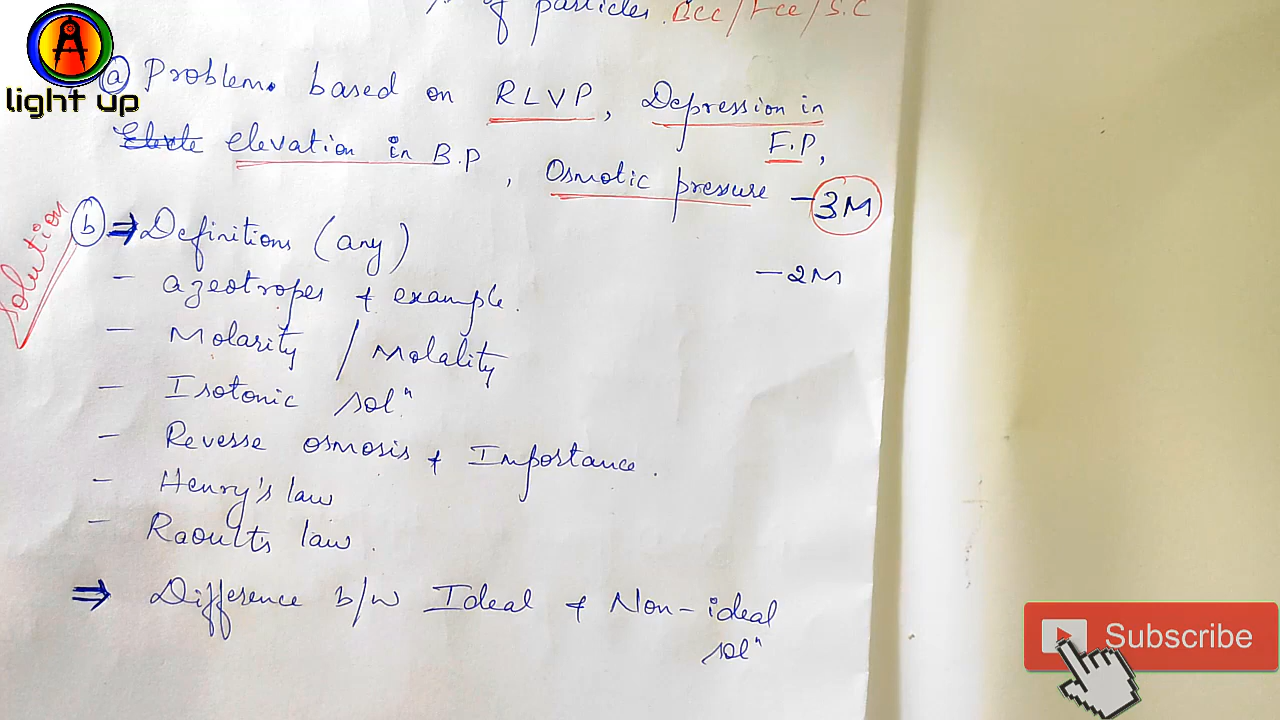 % of particles. Bcc/Fcc/S.C
light up
(a) Problems based on RLVP, Depression in
F.P,
elevation in B.P, Osmotic pressure - 3M
Solution
(b) ⇒ Definitions (any) - 2M
- azeotropes & example.
- Molarity / Molality
- Isotonic solⁿ
- Reverse osmosis & Importance.
- Henry's law
- Raoults law.
⇒ Difference b/w Ideal & Non-ideal
solⁿ
Subscribe